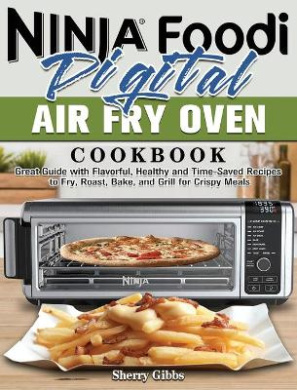 NINJA® Foodi
Digital
AIR FRY OVEN
COOKBOOK
Great Guide with Flavorful, Healthy and Time-Saved Recipes
to Fry, Roast, Bake, and Grill for Crispy Meals
NINJA
Sherry Gibbs